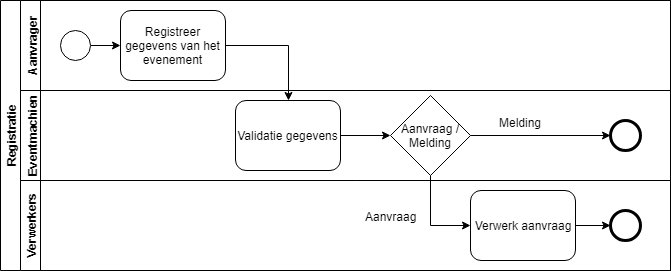 Registratie
Aanvrager
Registreer
gegevens van het
evenement
Eventmachien
Validatie gegevens
Aanvraag /
Melding
Melding
Verwerkers
Aanvraag
Verwerk aanvraag